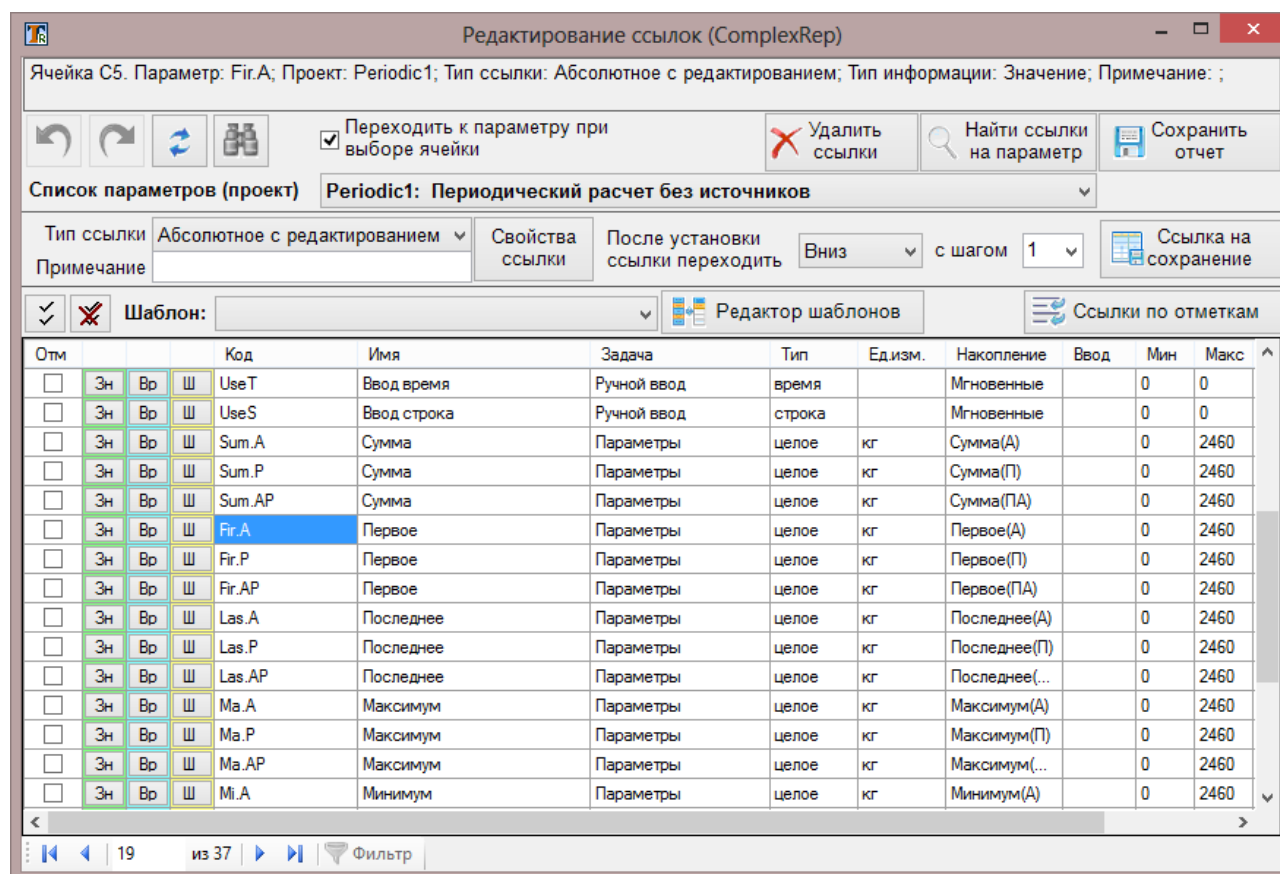 Редактирование ссылок (ComplexRep)
Ячейка C5. Параметр: Fir.A; Проект: Periodic1; Тип ссылки: Абсолютное с редактированием; Тип информации: Значение; Примечание: ;
Переходить к параметру при
выборе ячейки
Удалить
ссылки
Найти ссылки
на параметр
Сохранить
отчет
Список параметров (проект) Periodic1: Периодический расчет без источников
Тип ссылки Абсолютное с редактированием
Примечание
Свойства
ссылки
После установки
ссылки переходить
Вниз с шагом 1
Ссылка на
сохранение
Шаблон: Редактор шаблонов Ссылки по отметкам
Отм Код Имя Задача Тип Ед.изм. Накопление Ввод Мин Макс
Зн Вр Ш UseT Ввод время Ручной ввод время Мгновенные 0 0
Зн Вр Ш UseS Ввод строка Ручной ввод строка Мгновенные 0 0
Зн Вр Ш Sum.A Сумма Параметры целое кг Сумма(А) 0 2460
Зн Вр Ш Sum.P Сумма Параметры целое кг Сумма(П) 0 2460
Зн Вр Ш Sum.AP Сумма Параметры целое кг Сумма(ПА) 0 2460
Зн Вр Ш Fir.A Первое Параметры целое кг Первое(А) 0 2460
Зн Вр Ш Fir.P Первое Параметры целое кг Первое(П) 0 2460
Зн Вр Ш Fir.AP Первое Параметры целое кг Первое(ПА) 0 2460
Зн Вр Ш Las.A Последнее Параметры целое кг Последнее(А) 0 2460
Зн Вр Ш Las.P Последнее Параметры целое кг Последнее(П) 0 2460
Зн Вр Ш Las.AP Последнее Параметры целое кг Последнее(... 0 2460
Зн Вр Ш Ma.A Максимум Параметры целое кг Максимум(А) 0 2460
Зн Вр Ш Ma.P Максимум Параметры целое кг Максимум(П) 0 2460
Зн Вр Ш Ma.AP Максимум Параметры целое кг Максимум(... 0 2460
Зн Вр Ш Mi.A Минимум Параметры целое кг Минимум(А) 0 2460
19 из 37 Фильтр